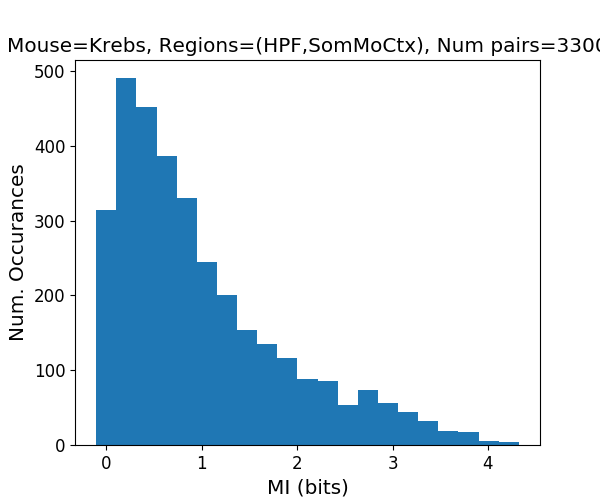 Mouse=Krebs, Regions=(HPF,SomMoCtx), Num pairs=3300
500
400
300
200
100
0
Num. Occurances
0 1 2 3 4
MI (bits)